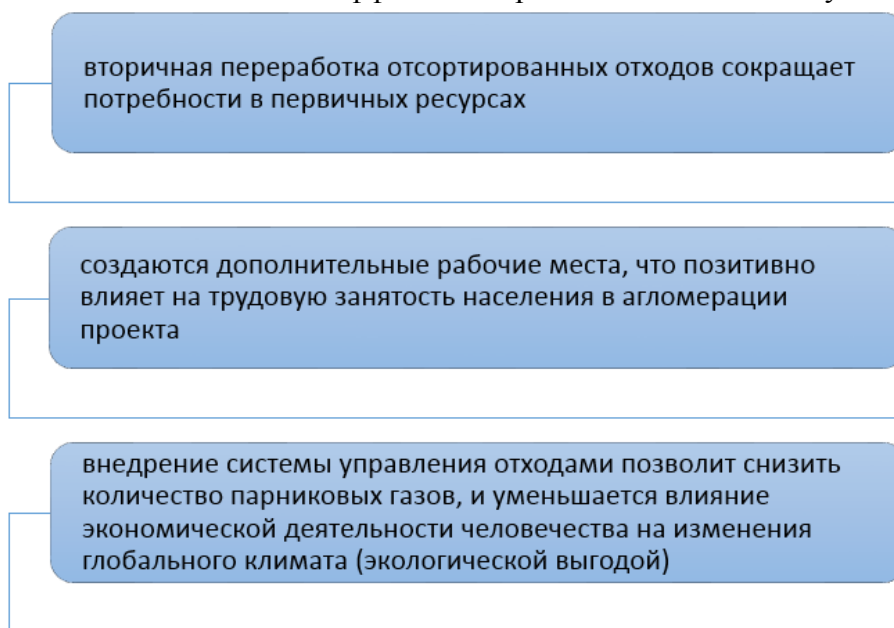 вторичная переработка отсортированных отходов сокращает
потребности в первичных ресурсах
создаются дополнительные рабочие места, что позитивно
влияет на трудовую занятость населения в агломерации
проекта
внедрение системы управления отходами позволит снизить
количество парниковых газов, и уменьшается влияние
экономической деятельности человечества на изменения
глобального климата (экологической выгодой)